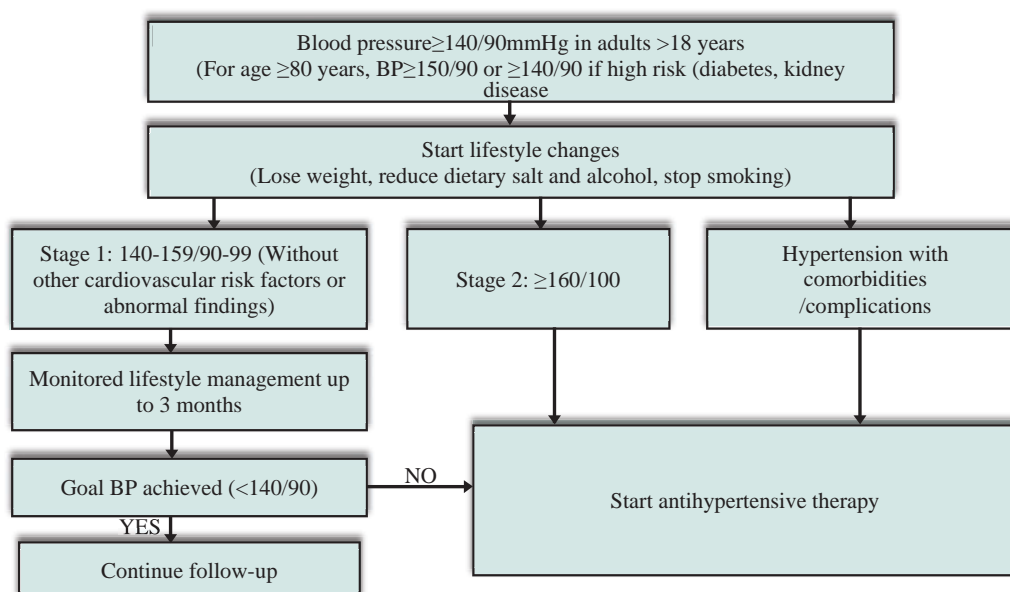 Blood pressure≥140/90mmHg in adults >18 years
(For age ≥80 years, BP≥150/90 or ≥140/90 if high risk (diabetes, kidney
disease
Start lifestyle changes
(Lose weight, reduce dietary salt and alcohol, stop smoking)
Stage 1: 140-159/90-99 (Without
other cardiovascular risk factors or
abnormal findings)
Stage 2: ≥160/100
Hypertension with
comorbidities
/complications
Monitored lifestyle management up
to 3 months
Goal BP achieved (<140/90)
NO
Start antihypertensive therapy
YES
Continue follow-up